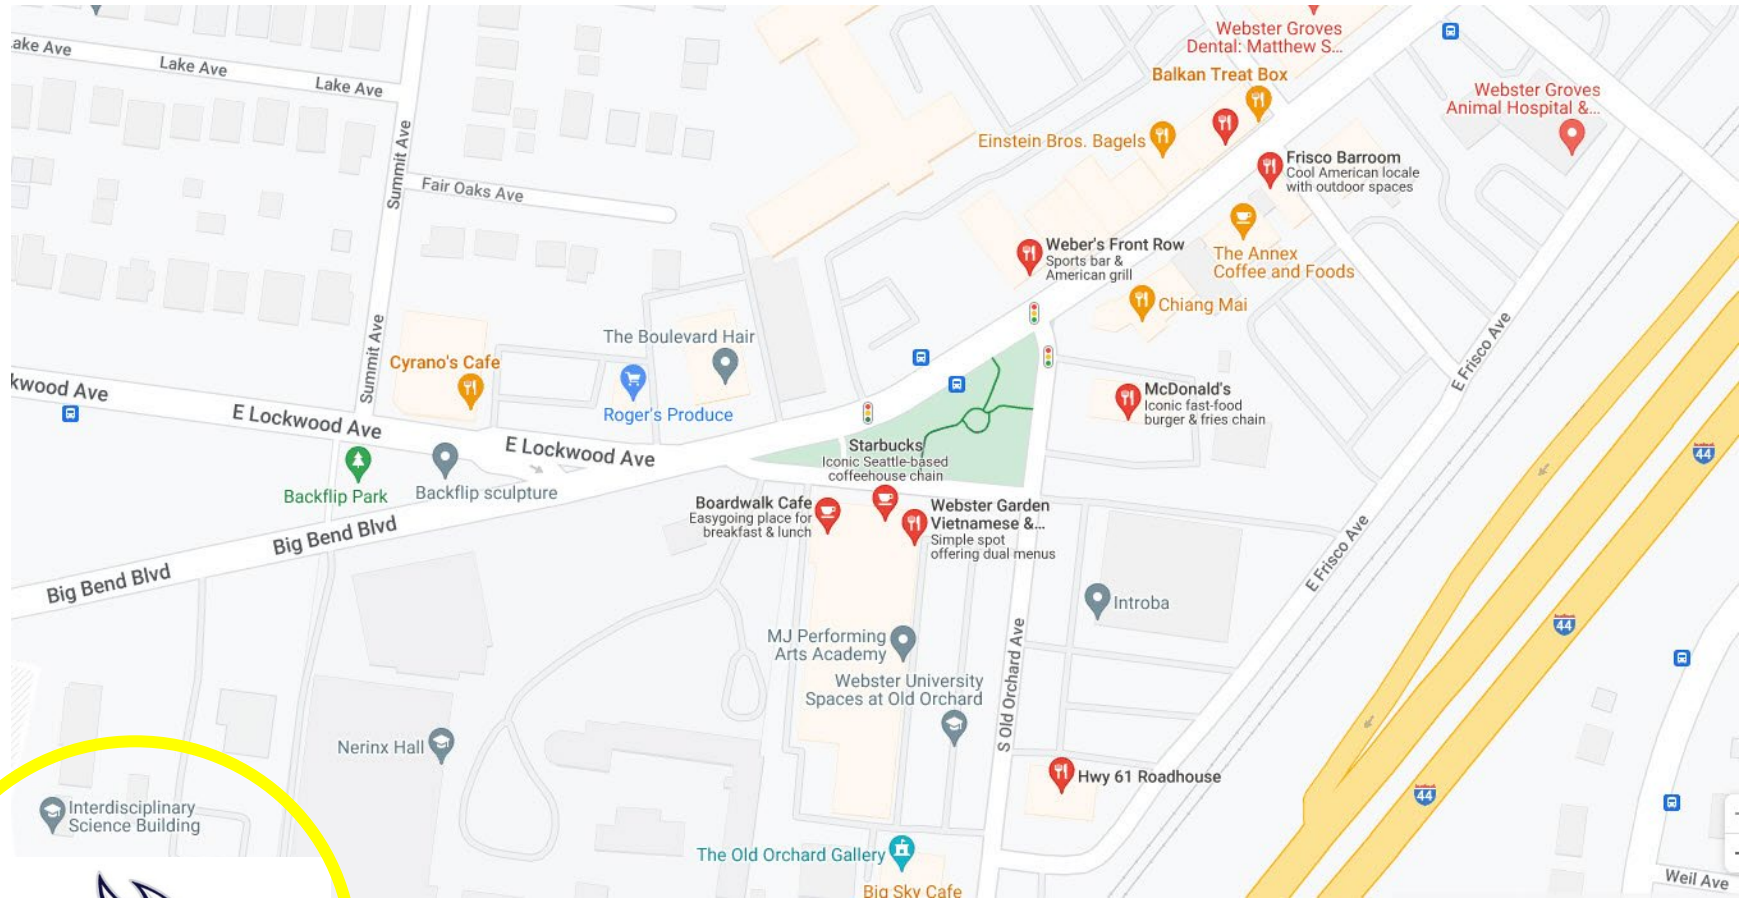 Webster Groves
Dental: Matthew S...
ake Ave
Lake Ave
Lake Ave
Balkan Treat Box
Webster Groves
Animal Hospital &...
Einstein Bros. Bagels
Summit Ave
Frisco Barroom
Cool American locale
with outdoor spaces
Fair Oaks Ave
Weber's Front Row
Sports bar &
American grill
The Annex
Coffee and Foods
Chiang Mai
Summit Ave
The Boulevard Hair
E Frisco Ave
Cyrano's Cafe
kwood Ave
Roger's Produce
McDonald's
Iconic fast-food
burger & fries chain
E Lockwood Ave
E Lockwood Ave
Starbucks
Iconic Seattle-based
coffeehouse chain
44
Backflip Park
Backflip sculpture
Boardwalk Cafe
Easygoing place for
breakfast & lunch
Webster Garden
Vietnamese &...
Simple spot
offering dual menus
Big Bend Blvd
E Frisco Ave
Big Bend Blvd
Introba
44
MJ Performing
Arts Academy
Webster University
Spaces at Old Orchard
S Old Orchard Ave
Nerinx Hall
Hwy 61 Roadhouse
44
Interdisciplinary
Science Building
The Old Orchard Gallery
Big Sky Cafe
Weil Ave